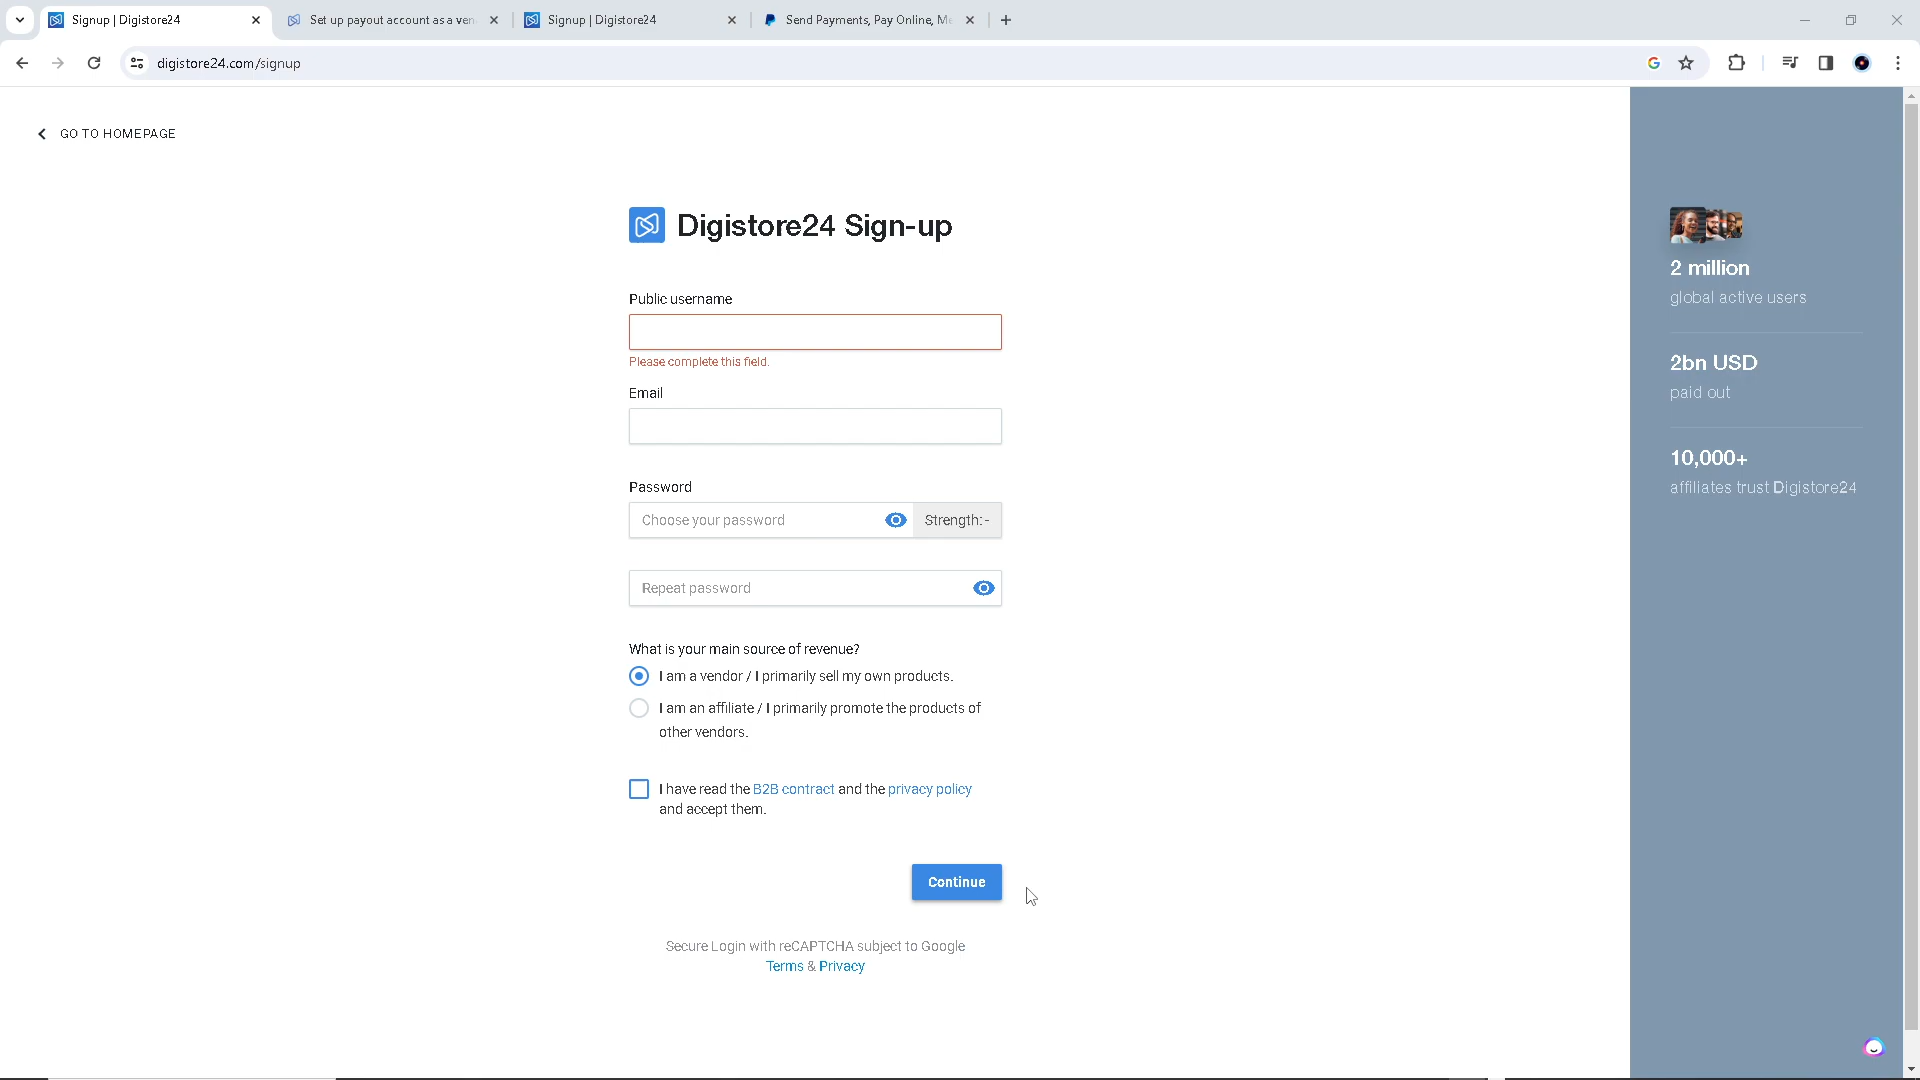 Signup | Digistore24
Set up payout account as a ven
Signup | Digistore24
Send Payments, Pay Online, Me
digistore24.com/signup
GO TO HOMEPAGE
Digistore24 Sign-up
Public username
Please complete this field.
Email
Password
Choose your password
Strength: -
Repeat password
What is your main source of revenue?
I am a vendor / I primarily sell my own products.
I am an affiliate / I primarily promote the products of
other vendors.
I have read the B2B contract and the privacy policy
and accept them.
Continue
Secure Login with reCAPTCHA subject to Google
Terms & Privacy
2 million
global active users
2bn USD
paid out
10,000+
affiliates trust Digistore24